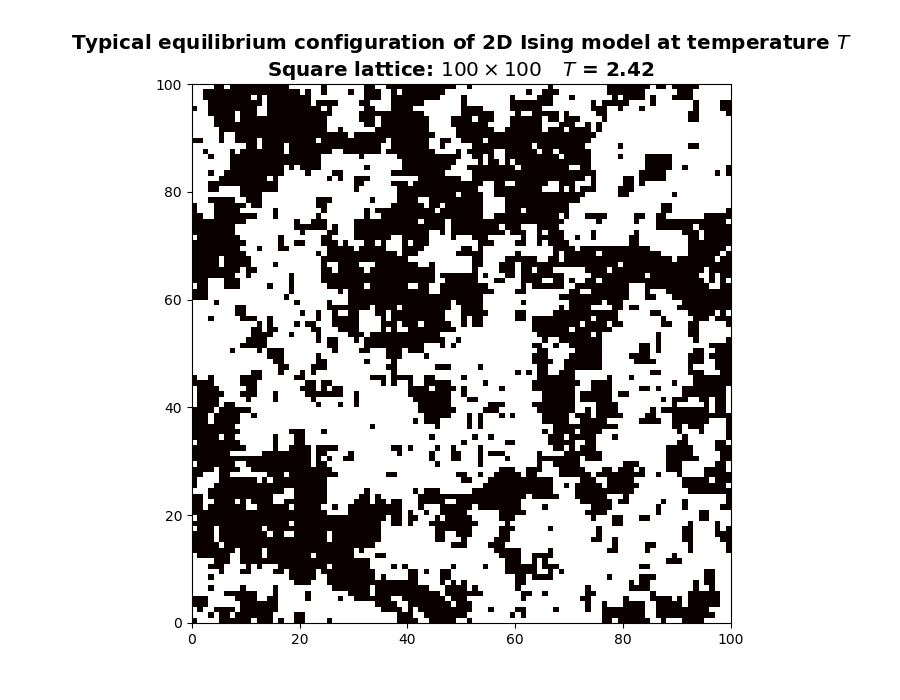 Typical equilibrium configuration of 2D Ising model at temperature T
Square lattice: 100 × 100 T = 2.42
100
80
60
40
20
0
0 20 40 60 80 100